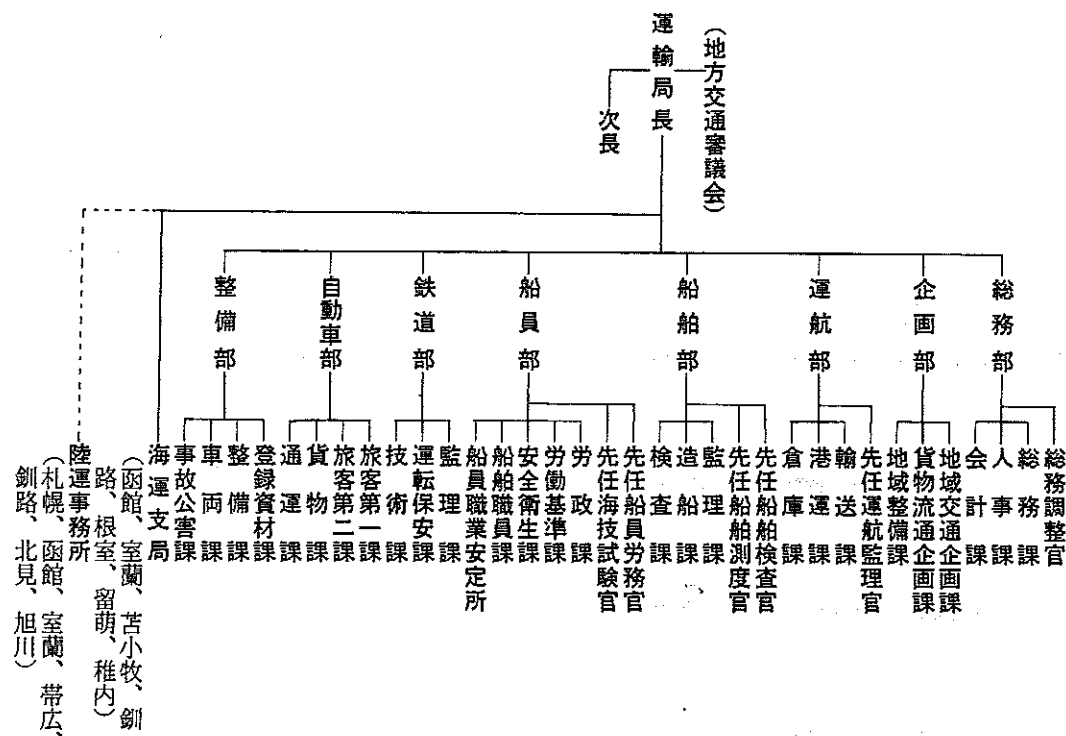 (地方交通審議会)
運輸局長
次長
総務部
企画部
運航部
船舶部
船員部
鉄道部
自動車部
整備部
総務調整官
総務課
人事課
会計課
地域交通企画課
貨物流通企画課
地域整備課
先任運航監理官
輸送課
港運課
倉庫課
先任船舶検査官
先任船舶測度官
監理課
造船課
検査課
先任船員労務官
先任海技試験官
労政課
労働基準課
安全衛生課
船舶職員課
船員職業安定所
監理課
運転保安課
技術課
旅客第一課
旅客第二課
貨物課
通運課
登録資材課
整備課
車両課
事故公害課
海運支局
(函館、室蘭、苫小牧、釧
路、根室、留萌、稚内)
陸運事務所
(札幌、函館、室蘭、帯広、
釧路、北見、旭川)